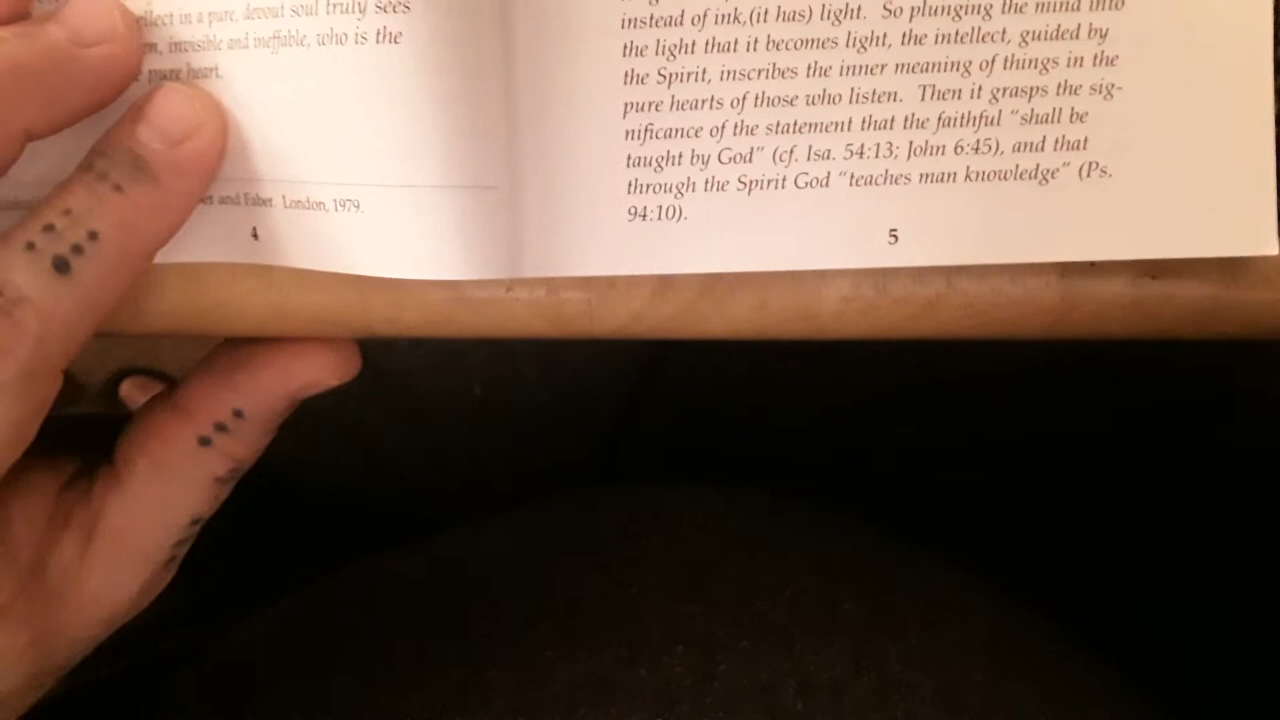 in a pure, devout soul truly sees
invisible and ineffable, who is the
pure heart.
and Faber. London, 1979.
4
instead of ink,(it has) light. So plunging the mind into
the light that it becomes light, the intellect, guided by
the Spirit, inscribes the inner meaning of things in the
pure hearts of those who listen. Then it grasps the sig-
nificance of the statement that the faithful “shall be
taught by God” (cf. Isa. 54:13; John 6:45), and that
through the Spirit God “teaches man knowledge” (Ps.
94:10).
5